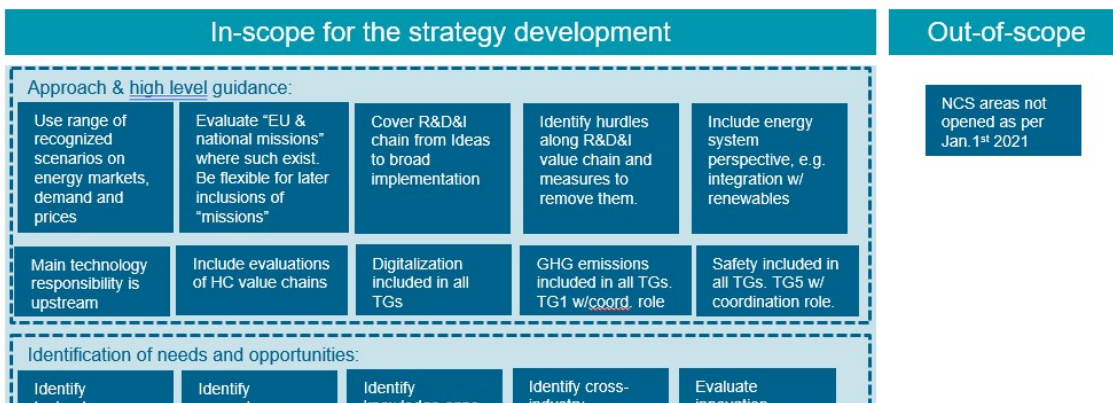 In-scope for the strategy development
Out-of-scope
Approach & high level guidance:
Use range of
recognized
scenarios on
energy markets,
demand and
prices
Evaluate “EU &
national missions”
where such exist.
Be flexible for later
inclusions of
“missions”
Cover R&D&I
chain from Ideas
to broad
implementation
Identify hurdles
along R&D&I
value chain and
measures to
remove them.
Include energy
system
perspective, e.g.
integration w/
renewables
NCS areas not
opened as per
Jan.1st 2021
Main technology
responsibility is
upstream
Include evaluations
of HC value chains
Digitalization
included in all
TGs
GHG emissions
included in all TGs.
TG1 w/coord. role
Safety included in
all TGs. TG5 w/
coordination role.
Identification of needs and opportunities:
Identify
Identify
Identify
Identify cross-
Evaluate